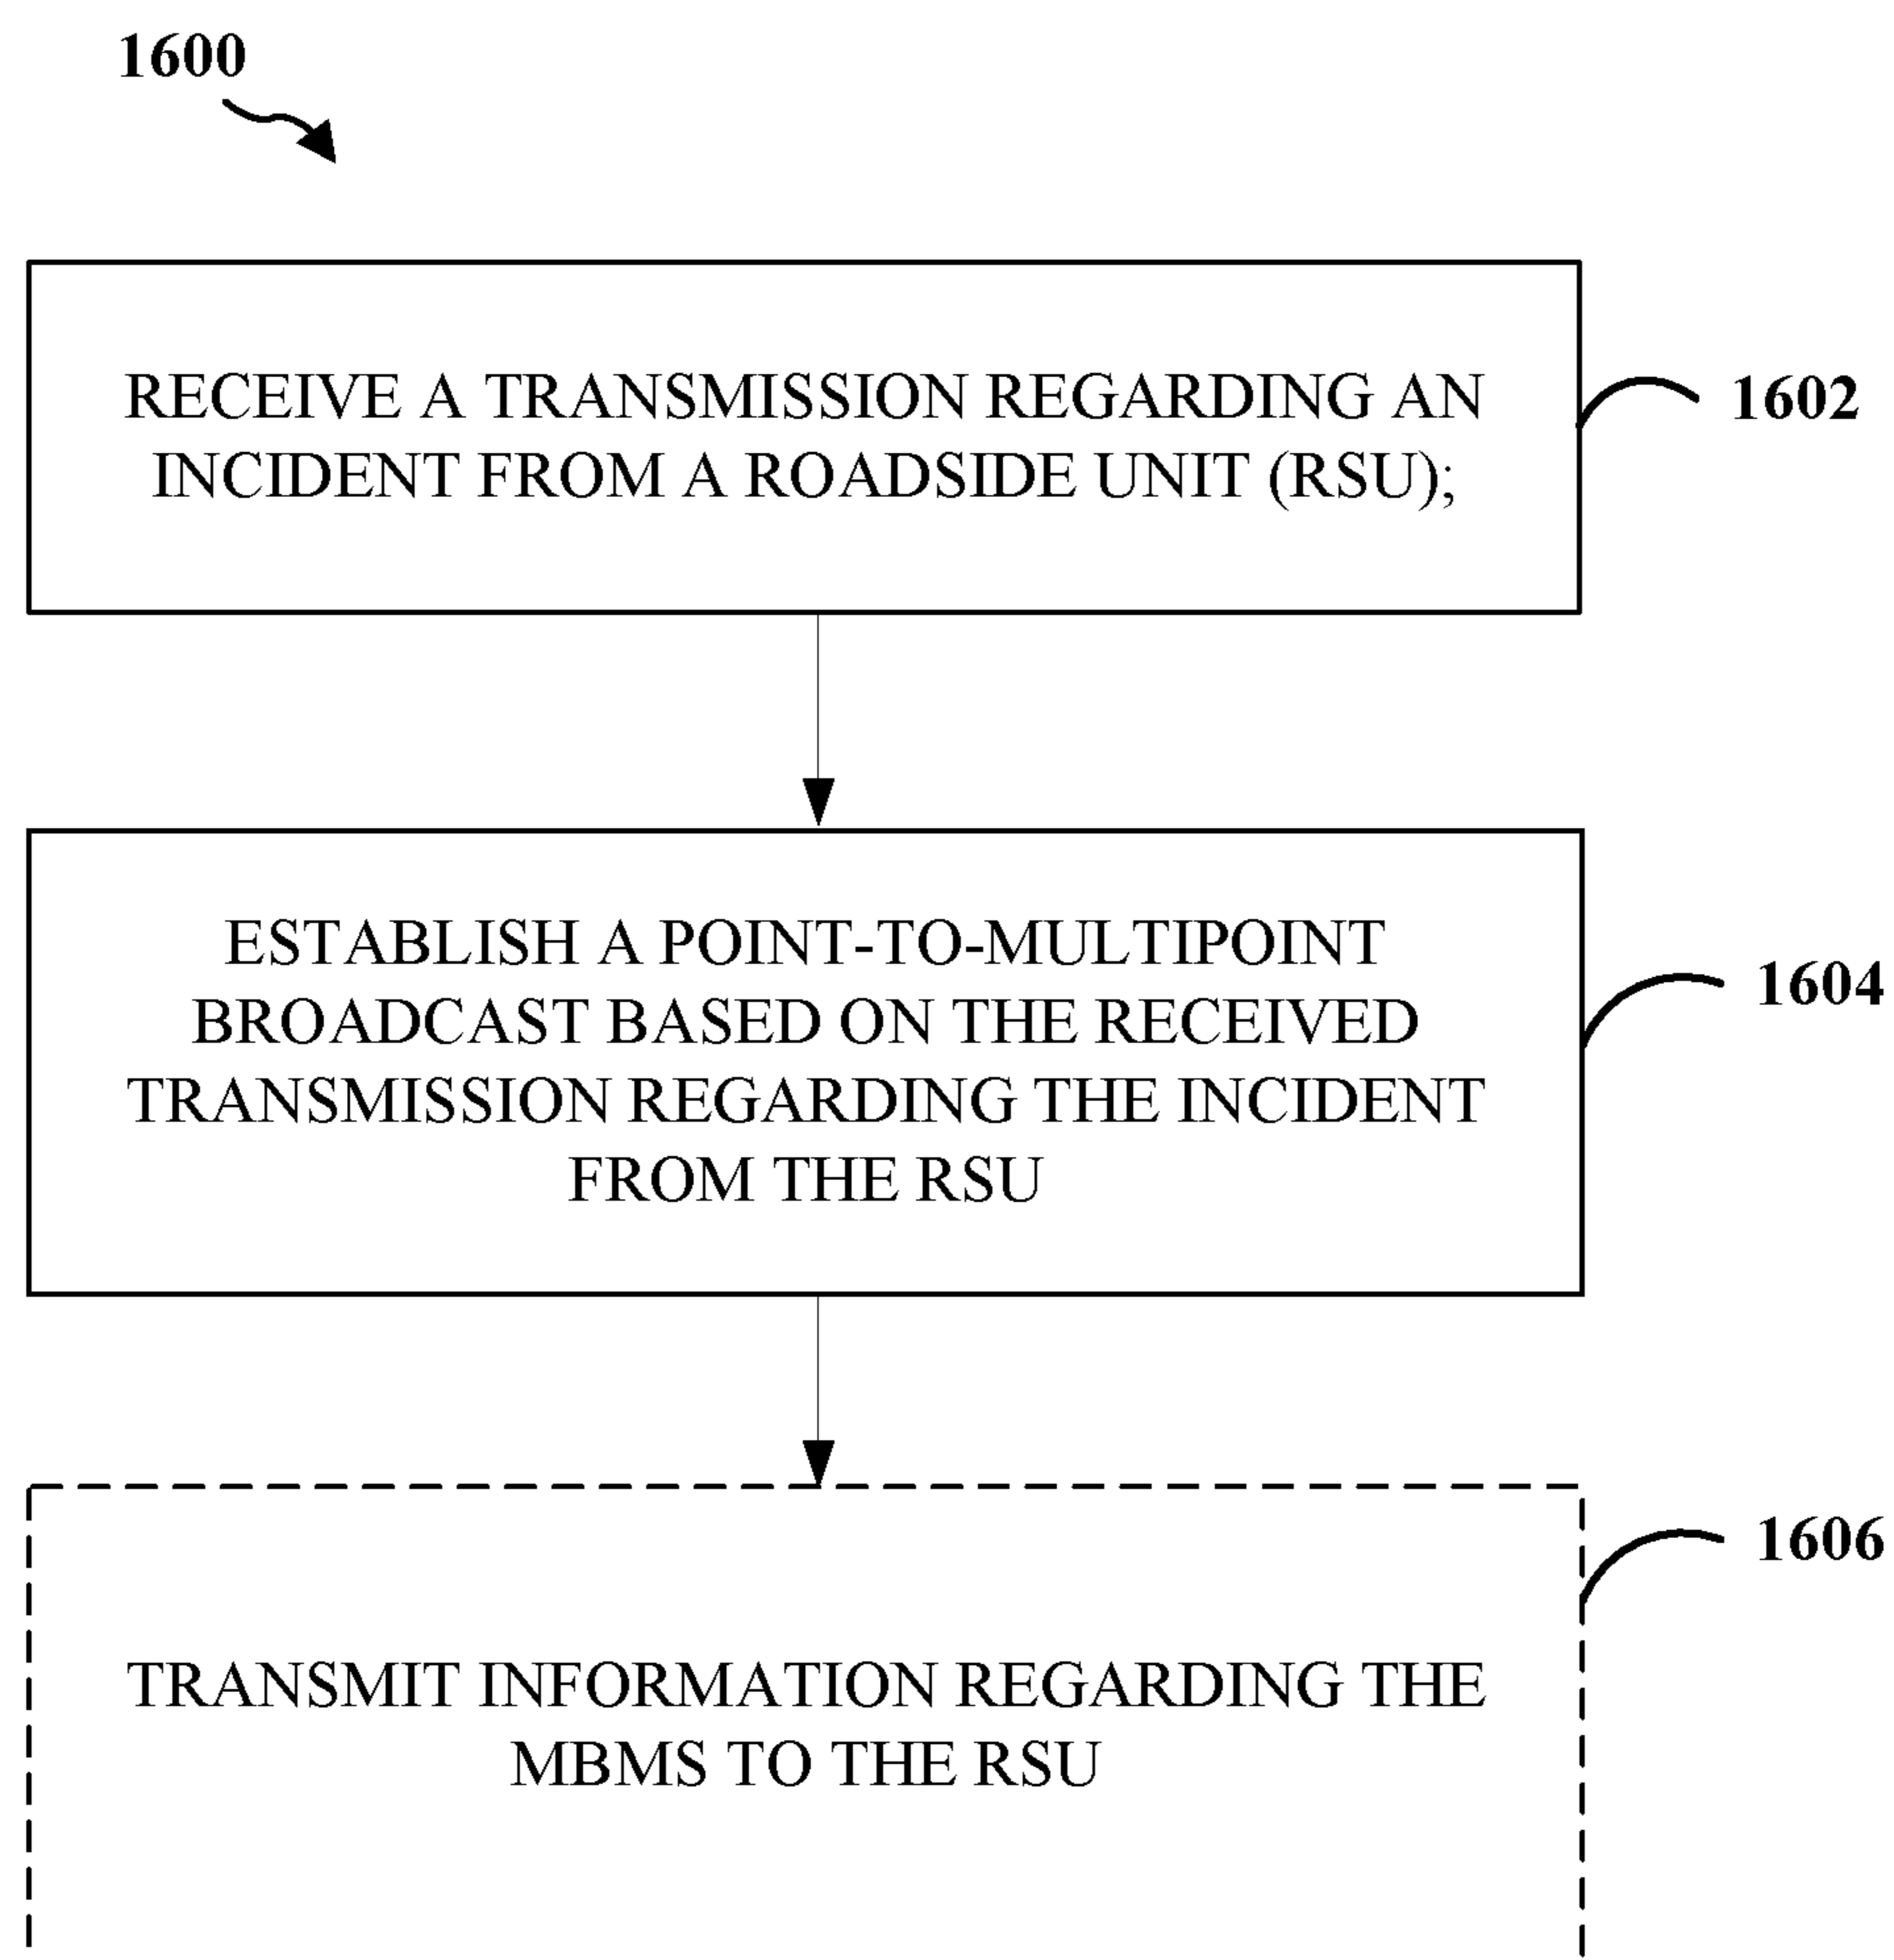 1600
RECEIVE A TRANSMISSION REGARDING AN
INCIDENT FROM A ROADSIDE UNIT (RSU);
1602
ESTABLISH A POINT-TO-MULTIPOINT
BROADCAST BASED ON THE RECEIVED
TRANSMISSION REGARDING THE INCIDENT
FROM THE RSU
1604
TRANSMIT INFORMATION REGARDING THE
MBMS TO THE RSU
1606